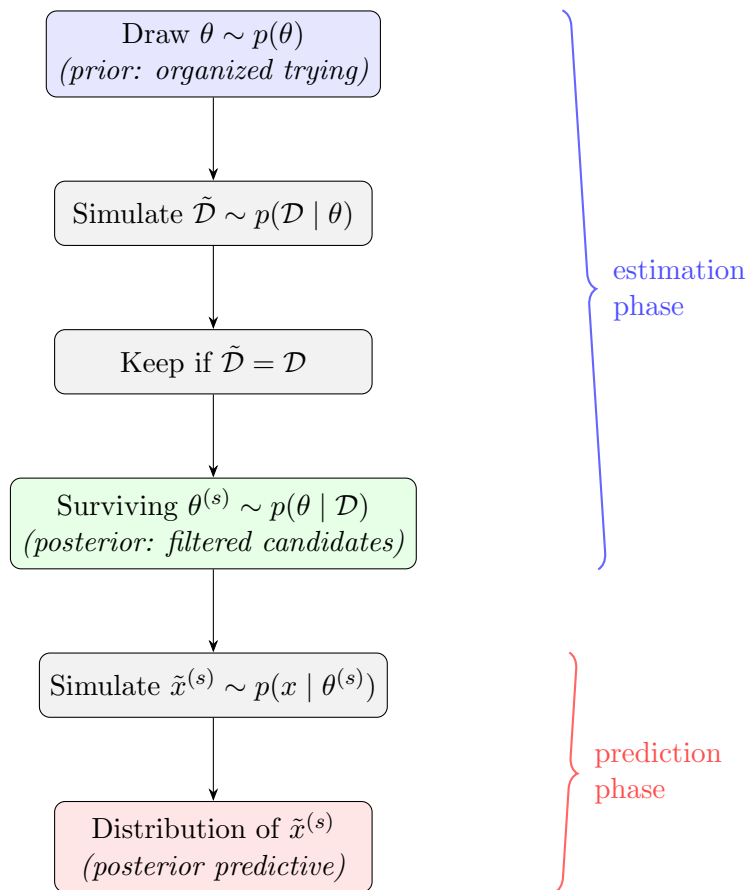 Draw θ ∼ p(θ)
(prior: organized trying)
Simulate 𝒟̃ ∼ p(𝒟 | θ)
Keep if 𝒟̃ = 𝒟
Surviving θ⁽ˢ⁾ ∼ p(θ | 𝒟)
(posterior: filtered candidates)
estimation
phase
Simulate x̃⁽ˢ⁾ ∼ p(x | θ⁽ˢ⁾)
Distribution of x̃⁽ˢ⁾
(posterior predictive)
prediction
phase